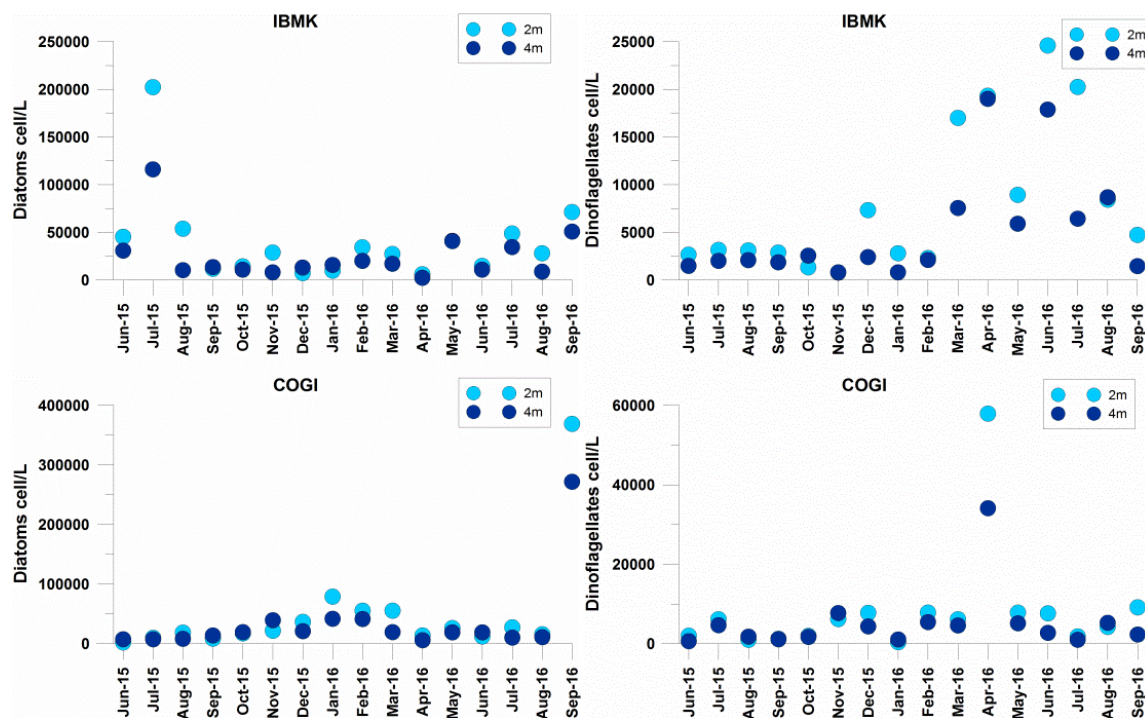 IBMK
2m
4m
Diatoms cell/L
250000
200000
150000
100000
50000
0
Jun-15
Jul-15
Aug-15
Sep-15
Oct-15
Nov-15
Dec-15
Jan-16
Feb-16
Mar-16
Apr-16
May-16
Jun-16
Jul-16
Aug-16
Sep-16
IBMK
2m
4m
Dinoflagellates cell/L
25000
20000
15000
10000
5000
0
Jun-15
Jul-15
Aug-15
Sep-15
Oct-15
Nov-15
Dec-15
Jan-16
Feb-16
Mar-16
Apr-16
May-16
Jun-16
Jul-16
Aug-16
Sep-16
COGI
2m
4m
Diatoms cell/L
400000
300000
200000
100000
0
Jun-15
Jul-15
Aug-15
Sep-15
Oct-15
Nov-15
Dec-15
Jan-16
Feb-16
Mar-16
Apr-16
May-16
Jun-16
Jul-16
Aug-16
Sep-16
COGI
2m
4m
Dinoflagellates cell/L
60000
40000
20000
0
Jun-15
Jul-15
Aug-15
Sep-15
Oct-15
Nov-15
Dec-15
Jan-16
Feb-16
Mar-16
Apr-16
May-16
Jun-16
Jul-16
Aug-16
Sep-16